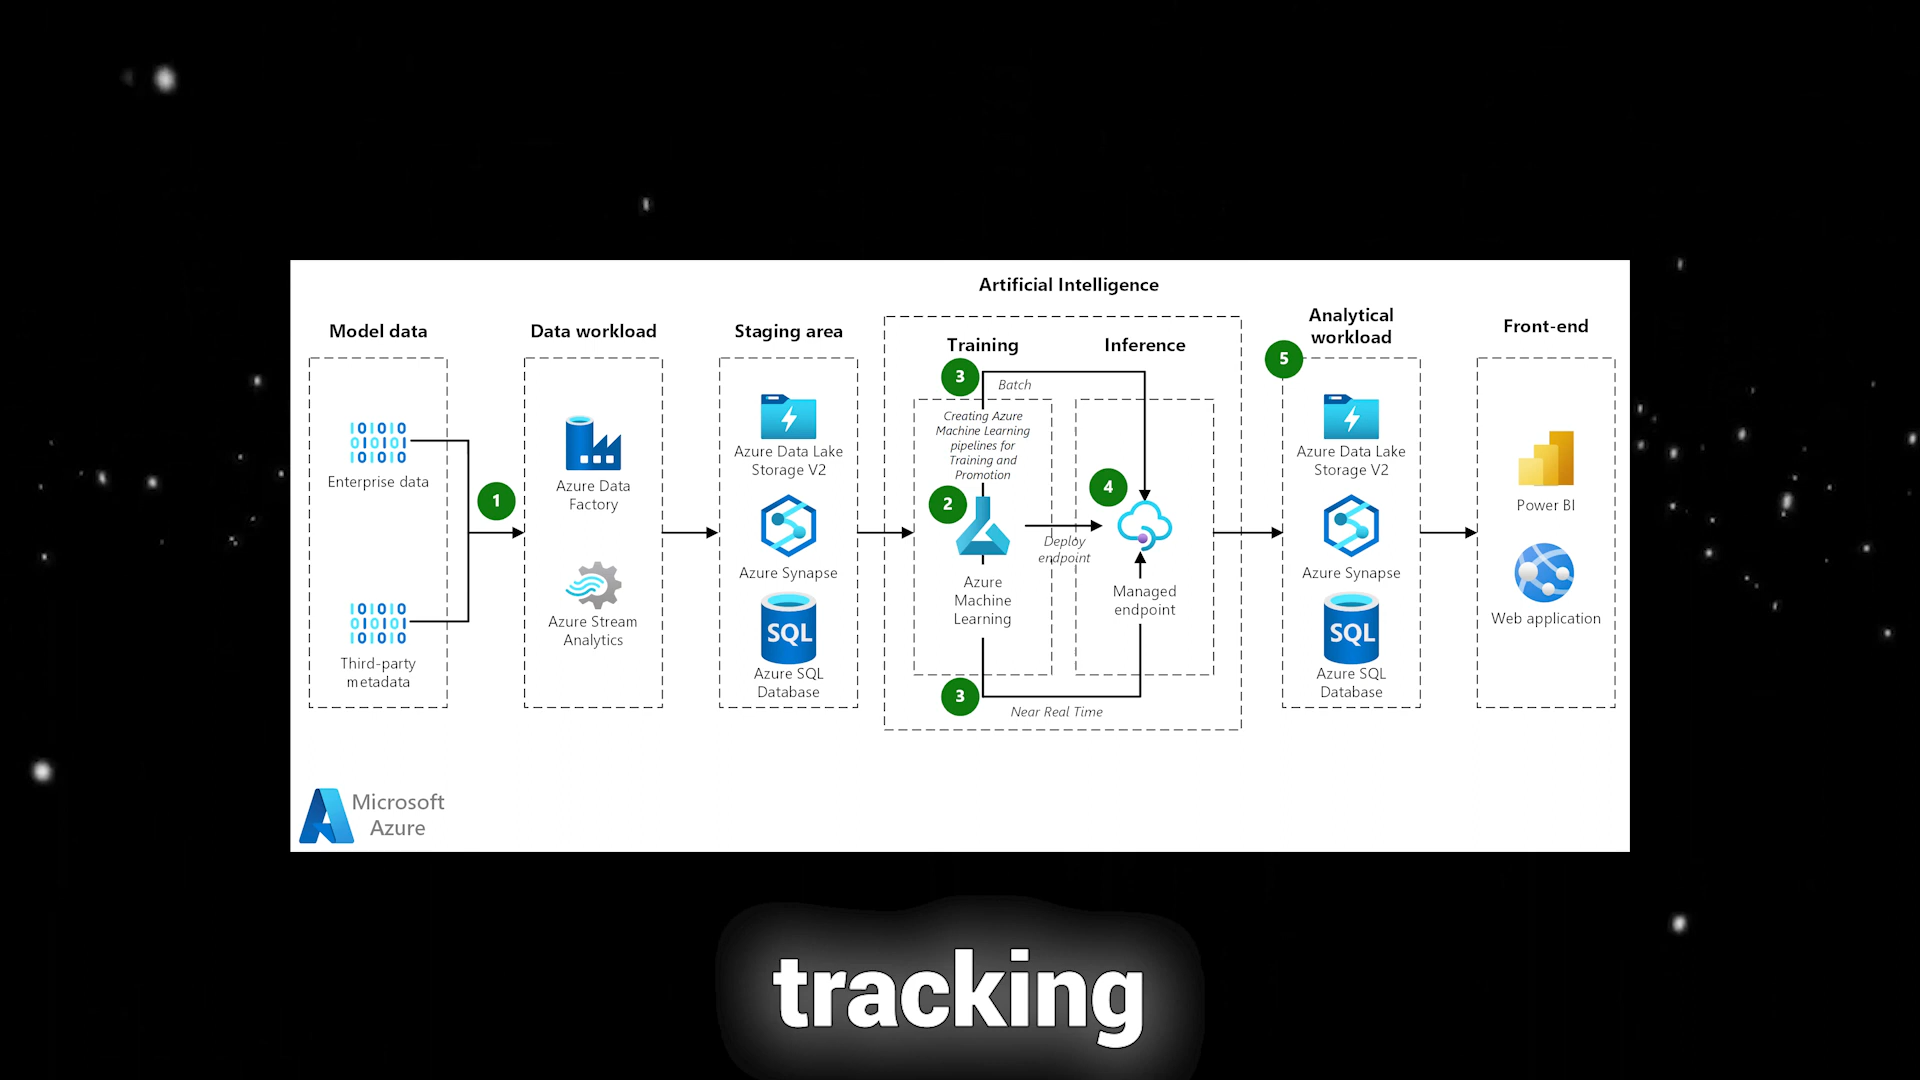 Artificial Intelligence
Model data
Data workload
Staging area
Training
Inference
Analytical
workload
Front-end
Enterprise data
Third-party
metadata
1
Azure Data
Factory
Azure Stream
Analytics
Azure Data Lake
Storage V2
Azure Synapse
SQL
Azure SQL
Database
3
Batch
Creating Azure
Machine Learning
pipelines for
Training and
Promotion
2
Azure
Machine
Learning
Deploy
endpoint
3
Near Real Time
4
Managed
endpoint
5
Azure Data Lake
Storage V2
Azure Synapse
SQL
Azure SQL
Database
Power BI
Web application
Microsoft
Azure
tracking